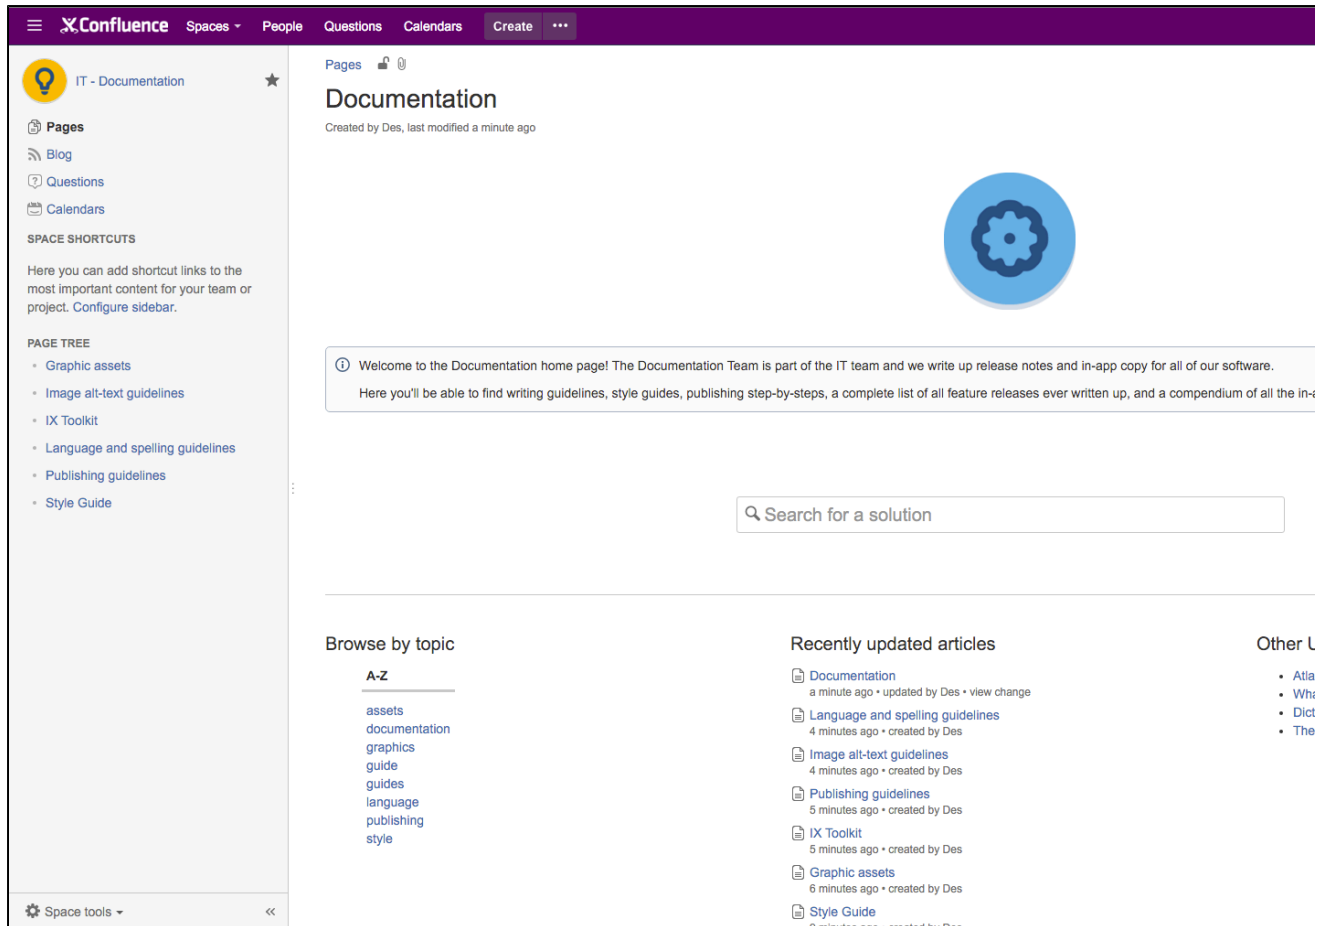 Confluence Spaces People Questions Calendars Create •••
IT - Documentation
Pages
Blog
Questions
Calendars
SPACE SHORTCUTS
Here you can add shortcut links to the
most important content for your team or
project. Configure sidebar.
PAGE TREE
• Graphic assets
• Image alt-text guidelines
• IX Toolkit
• Language and spelling guidelines
• Publishing guidelines
• Style Guide
Space tools
Pages
Documentation
Created by Des, last modified a minute ago
Welcome to the Documentation home page! The Documentation Team is part of the IT team and we write up release notes and in-app copy for all of our software.
Here you'll be able to find writing guidelines, style guides, publishing step-by-steps, a complete list of all feature releases ever written up, and a compendium of all the in-
Search for a solution
Browse by topic
A-Z
assets
documentation
graphics
guide
guides
language
publishing
style
Recently updated articles
Documentation
a minute ago • updated by Des • view change
Language and spelling guidelines
4 minutes ago • created by Des
Image alt-text guidelines
4 minutes ago • created by Des
Publishing guidelines
5 minutes ago • created by Des
IX Toolkit
5 minutes ago • created by Des
Graphic assets
6 minutes ago • created by Des
Style Guide
minutes ago • created by Des
Other
• Atla
• Wha
• Dict
• The